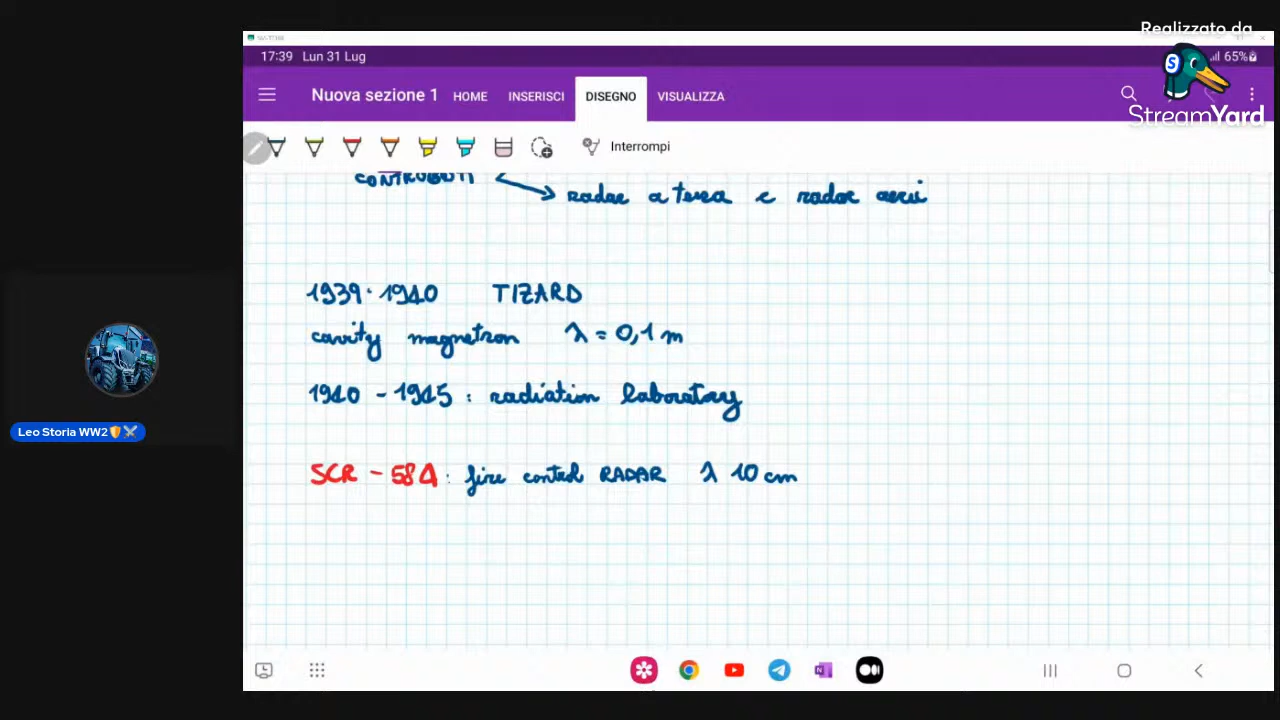 Realizzato da
StreamYard
17:39 Lun 31 Lug
65%
Nuova sezione 1 HOME INSERISCI DISEGNO VISUALIZZA
Interrompi
CONTRIBUTI
radar a terra e radar aerei
1939-1940 TIZARD
cavity magnetron λ = 0,1 m
1940 - 1945 : radiation laboratory
SCR - 584 : fire control RADAR λ 10 cm
Leo Storia WW2🛡️⚔️